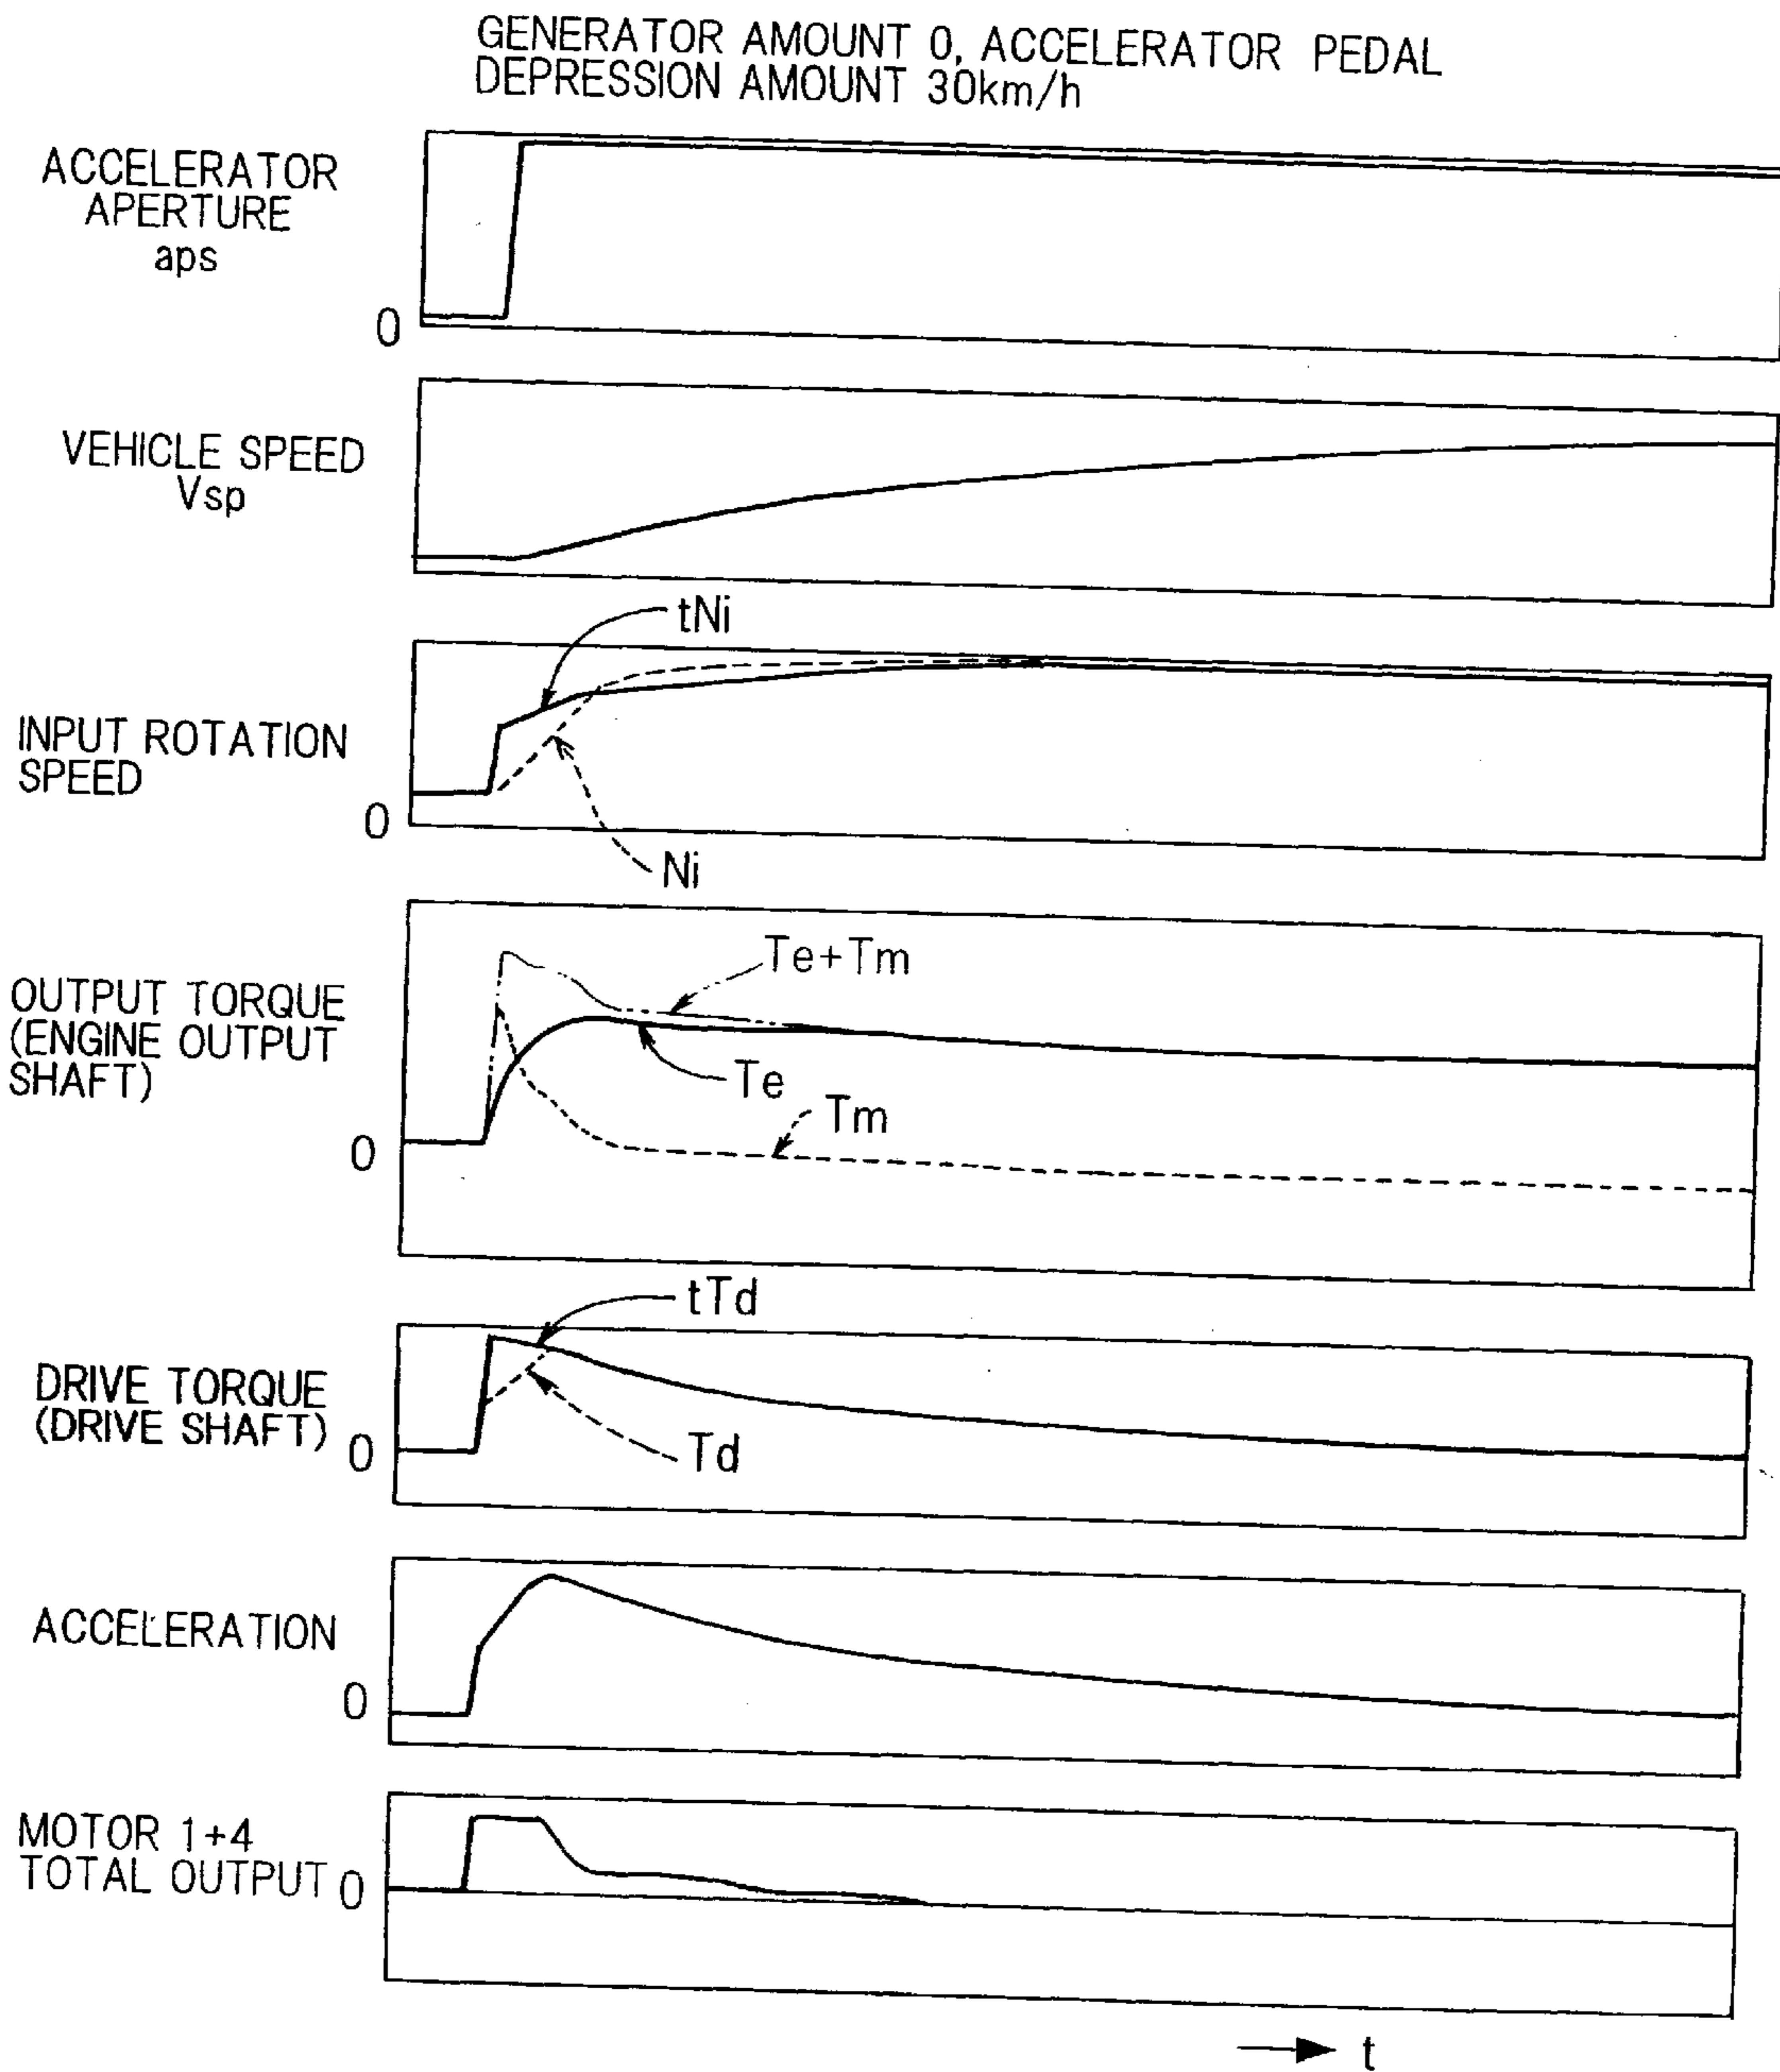 GENERATOR AMOUNT 0, ACCELERATOR PEDAL
DEPRESSION AMOUNT 30km/h
ACCELERATOR
APERTURE
aps
0
VEHICLE SPEED
Vsp
tNi
INPUT ROTATION
SPEED
0
Ni
Te+Tm
OUTPUT TORQUE
(ENGINE OUTPUT
SHAFT)
Te
Tm
0
tTd
DRIVE TORQUE
(DRIVE SHAFT)
0
Td
ACCELERATION
0
MOTOR 1+4
TOTAL OUTPUT
0
t